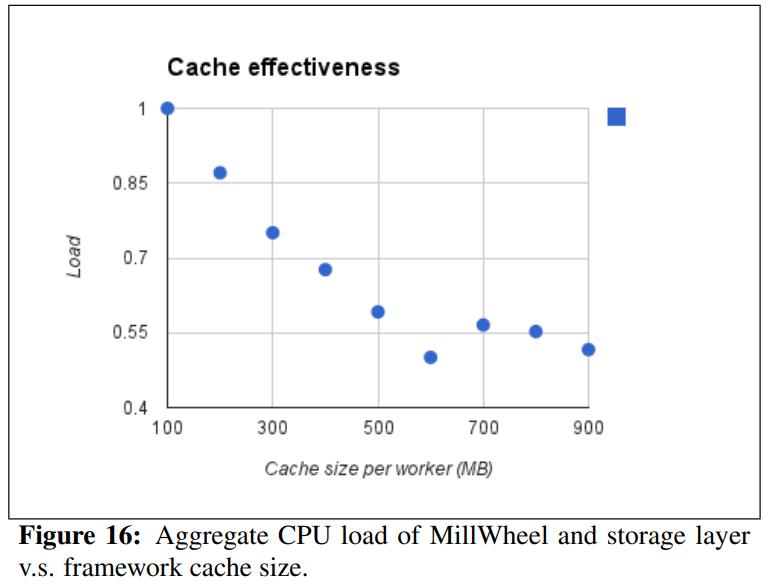 Cache effectiveness
1
0.85
0.7
0.55
0.4
Load
100 300 500 700 900
Cache size per worker (MB)
Figure 16: Aggregate CPU load of MillWheel and storage layer
v.s. framework cache size.